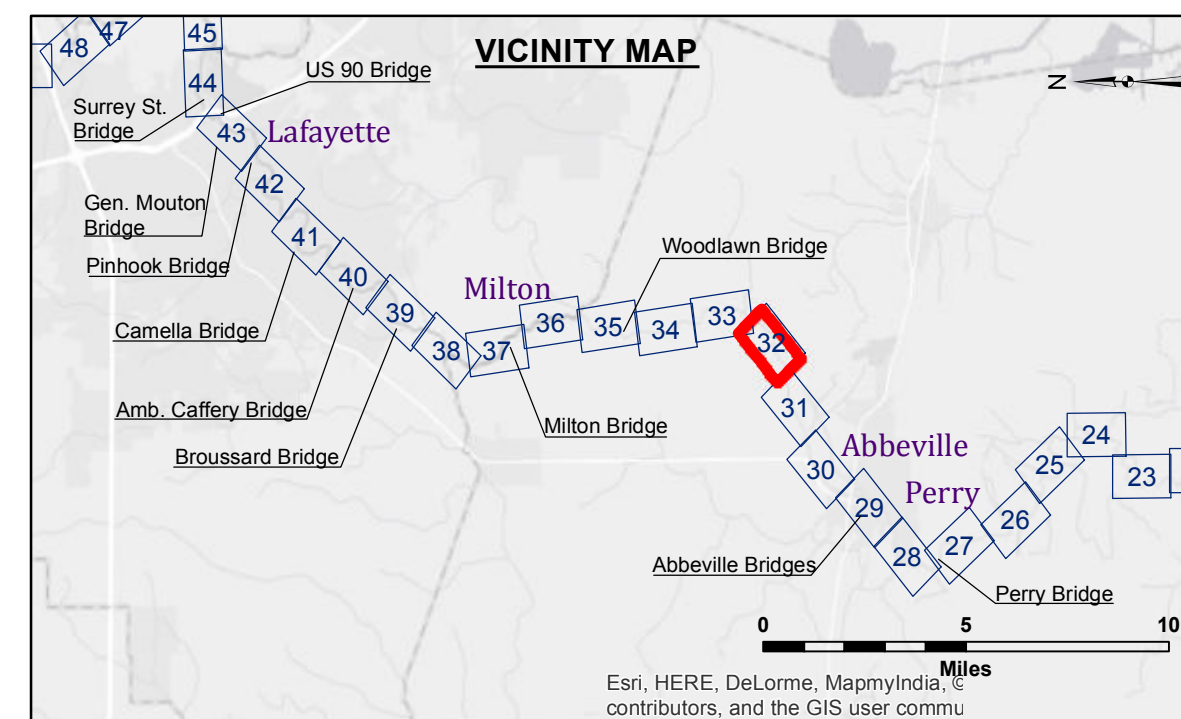 VICINITY MAP
48
47
45
44
US 90 Bridge
N
Surrey St.
Bridge
43
Lafayette
42
Gen. Mouton
Bridge
Pinhook Bridge
41
40
Woodlawn Bridge
Milton
39
36
35
34
33
32
Camella Bridge
38
37
Amb. Caffery Bridge
31
Milton Bridge
Broussard Bridge
Abbeville
24
30
25
23
Perry
29
26
27
28
Abbeville Bridges
Perry Bridge
0 5 10
Miles
Esri, HERE, DeLorme, MapmyIndia, ©
contributors, and the GIS user commu